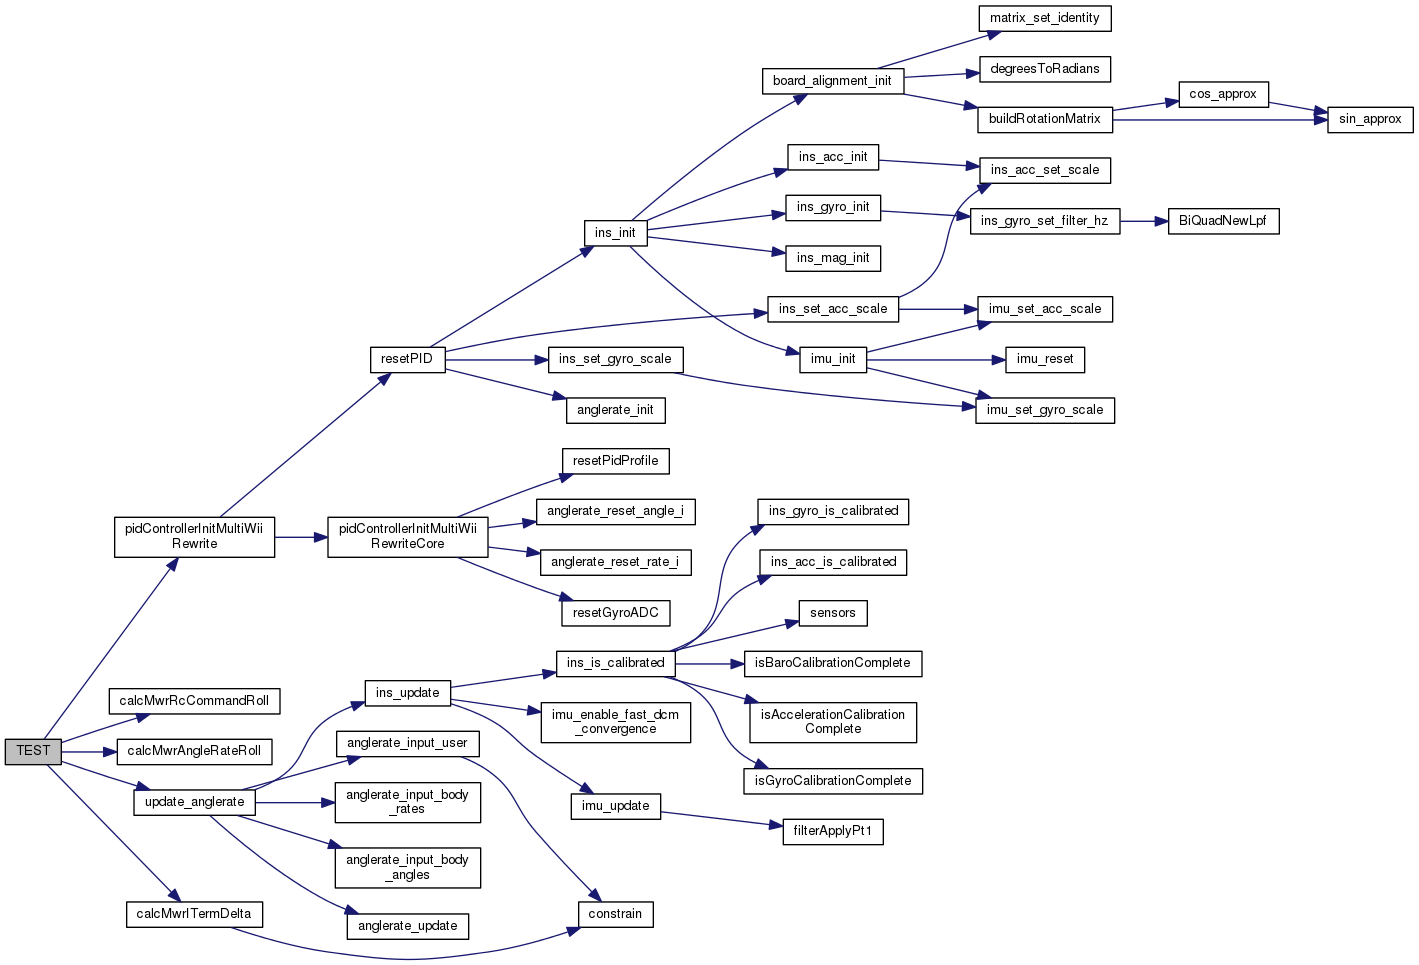 matrix_set_identity
degreesToRadians
board_alignment_init
cos_approx
buildRotationMatrix
sin_approx
ins_acc_init
ins_acc_set_scale
ins_gyro_init
ins_gyro_set_filter_hz
BiQuadNewLpf
ins_init
ins_mag_init
ins_set_acc_scale
imu_set_acc_scale
resetPID
ins_set_gyro_scale
imu_init
imu_reset
anglerate_init
imu_set_gyro_scale
resetPidProfile
anglerate_reset_angle_i
ins_gyro_is_calibrated
pidControllerInitMultiWii
Rewrite
pidControllerInitMultiWii
RewriteCore
anglerate_reset_rate_i
ins_acc_is_calibrated
resetGyroADC
sensors
ins_is_calibrated
isBaroCalibrationComplete
calcMwrRcCommandRoll
ins_update
imu_enable_fast_dcm
_convergence
isAccelerationCalibration
Complete
TEST
calcMwrAngleRateRoll
anglerate_input_user
isGyroCalibrationComplete
update_anglerate
anglerate_input_body
_rates
imu_update
filterApplyPt1
anglerate_input_body
_angles
calcMwrITermDelta
anglerate_update
constrain